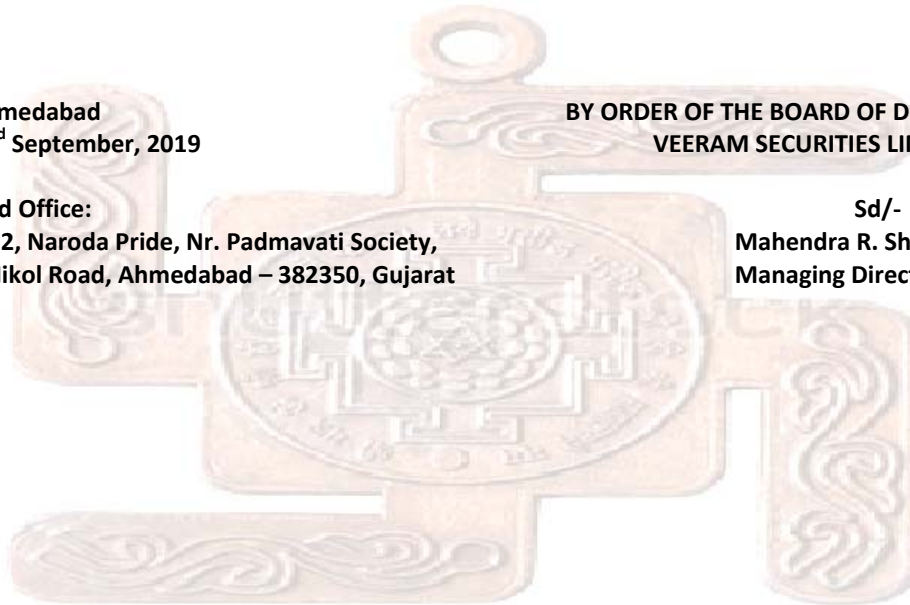 medabad BY ORDER OF THE BOARD OF D
d September, 2019 VEERAM SECURITIES LI
d Office: Sd/-
2, Naroda Pride, Nr. Padmavati Society, Mahendra R. Sh
ikol Road, Ahmedabad – 382350, Gujarat Managing Direct